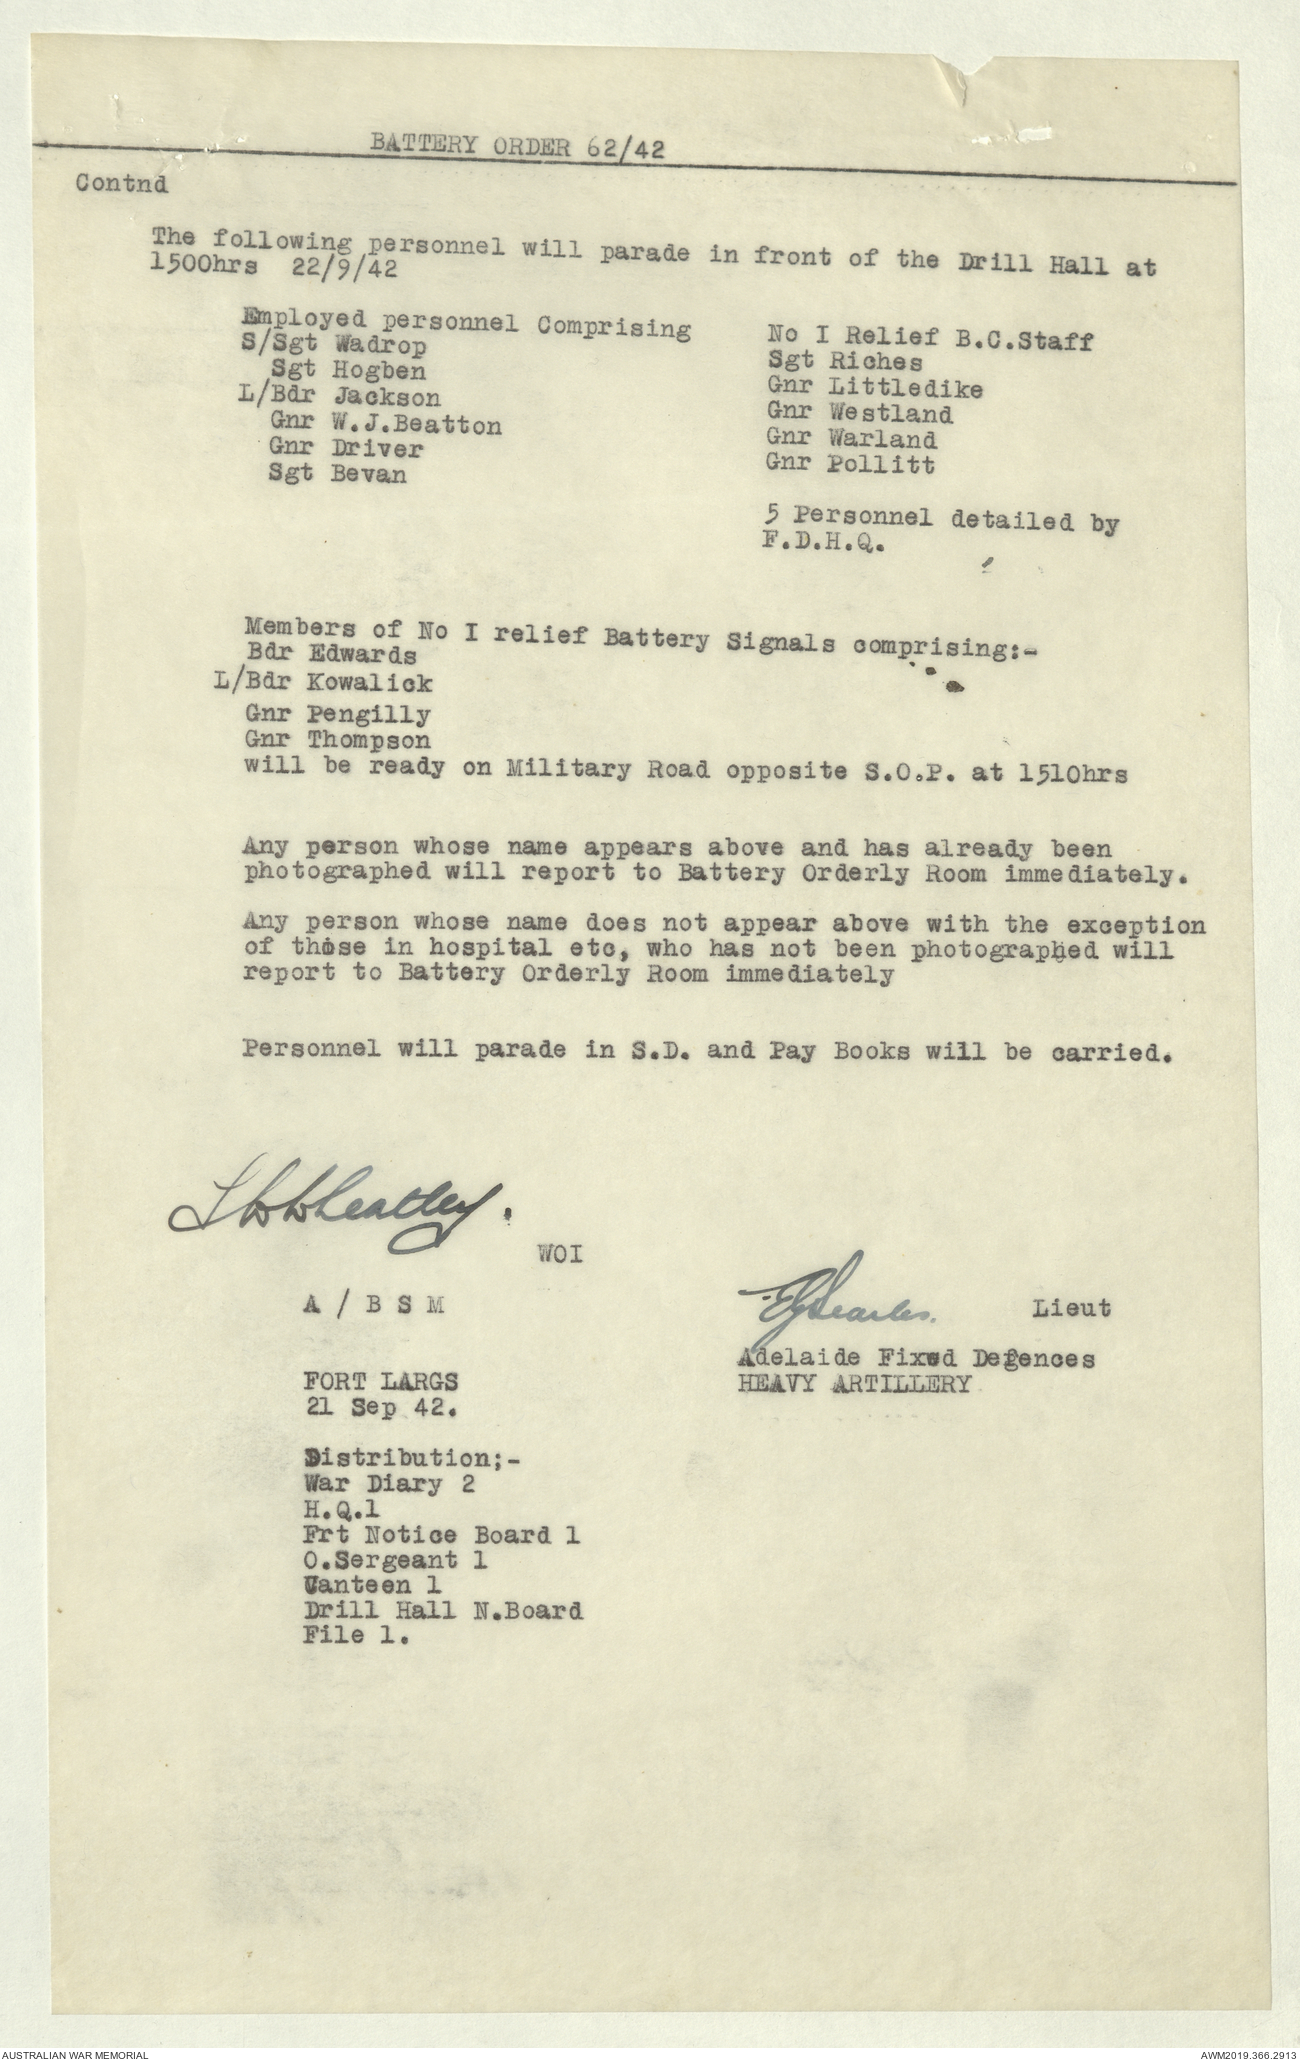 BATTERY ORDER 62/42
Contnd
The following personnel will parade in front of the Drill Hall at
1500hrs 22/9/42
Employed personnel Comprising
S/Sgt Wadrop
Sgt Hogben
L/Bdr Jackson
Gnr W.J.Beatton
Gnr Driver
Sgt Bevan
No I Relief B.C.Staff
Sgt Riches
Gnr Littledike
Gnr Westland
Gnr Warland
Gnr Pollitt
5 Personnel detailed by
F.D.H.Q.
Members of No I relief Battery Signals comprising:-
Bdr Edwards
L/Bdr Kowalick
Gnr Pengilly
Gnr Thompson
will be ready on Military Road opposite S.O.P. at 1510hrs
Any person whose name appears above and has already been
photographed will report to Battery Orderly Room immediately.
Any person whose name does not appear above with the exception
of those in hospital etc, who has not been photographed will
report to Battery Orderly Room immediately
Personnel will parade in S.D. and Pay Books will be carried.
Wheatley.
WOI
A / B S M
Searles. Lieut
Adelaide Fixed Defences
HEAVY ARTILLERY
FORT LARGS
21 Sep 42.
Distribution;-
War Diary 2
H.Q.1
Frt Notice Board 1
O.Sergeant 1
Canteen 1
Drill Hall N.Board
File 1.
AUSTRALIAN WAR MEMORIAL
AWM2019.366.2913